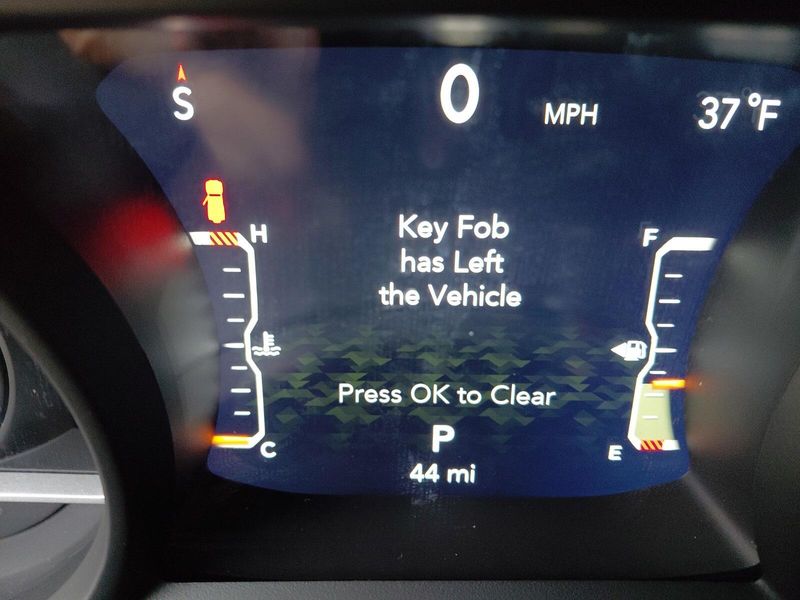 S
0
MPH
37°F
H
F
Key Fob
has Left
the Vehicle
Press OK to Clear
P
C
E
44 mi